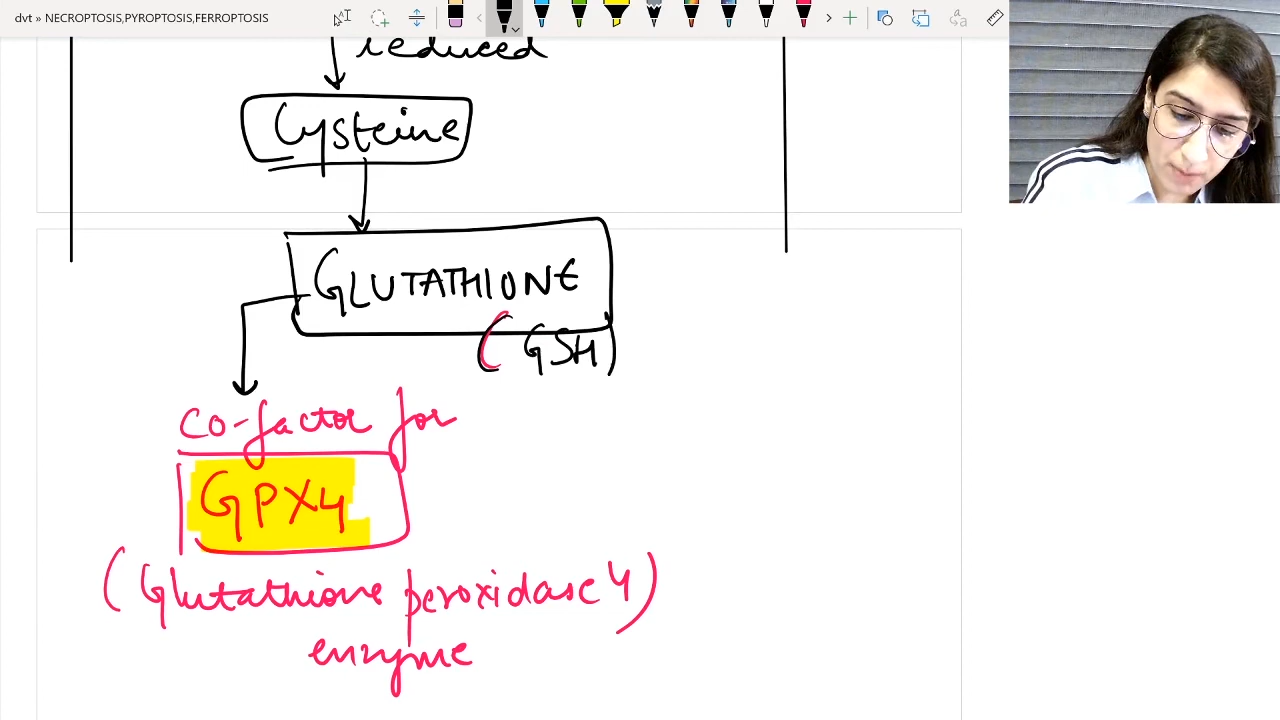 dvt » NECROPTOSIS,PYROPTOSIS,FERROPTOSIS
reduced
Cysteine
GLUTATHIONE
(GSH)
Co-factor for
GPX4
(Glutathione peroxidase 4)
enzyme